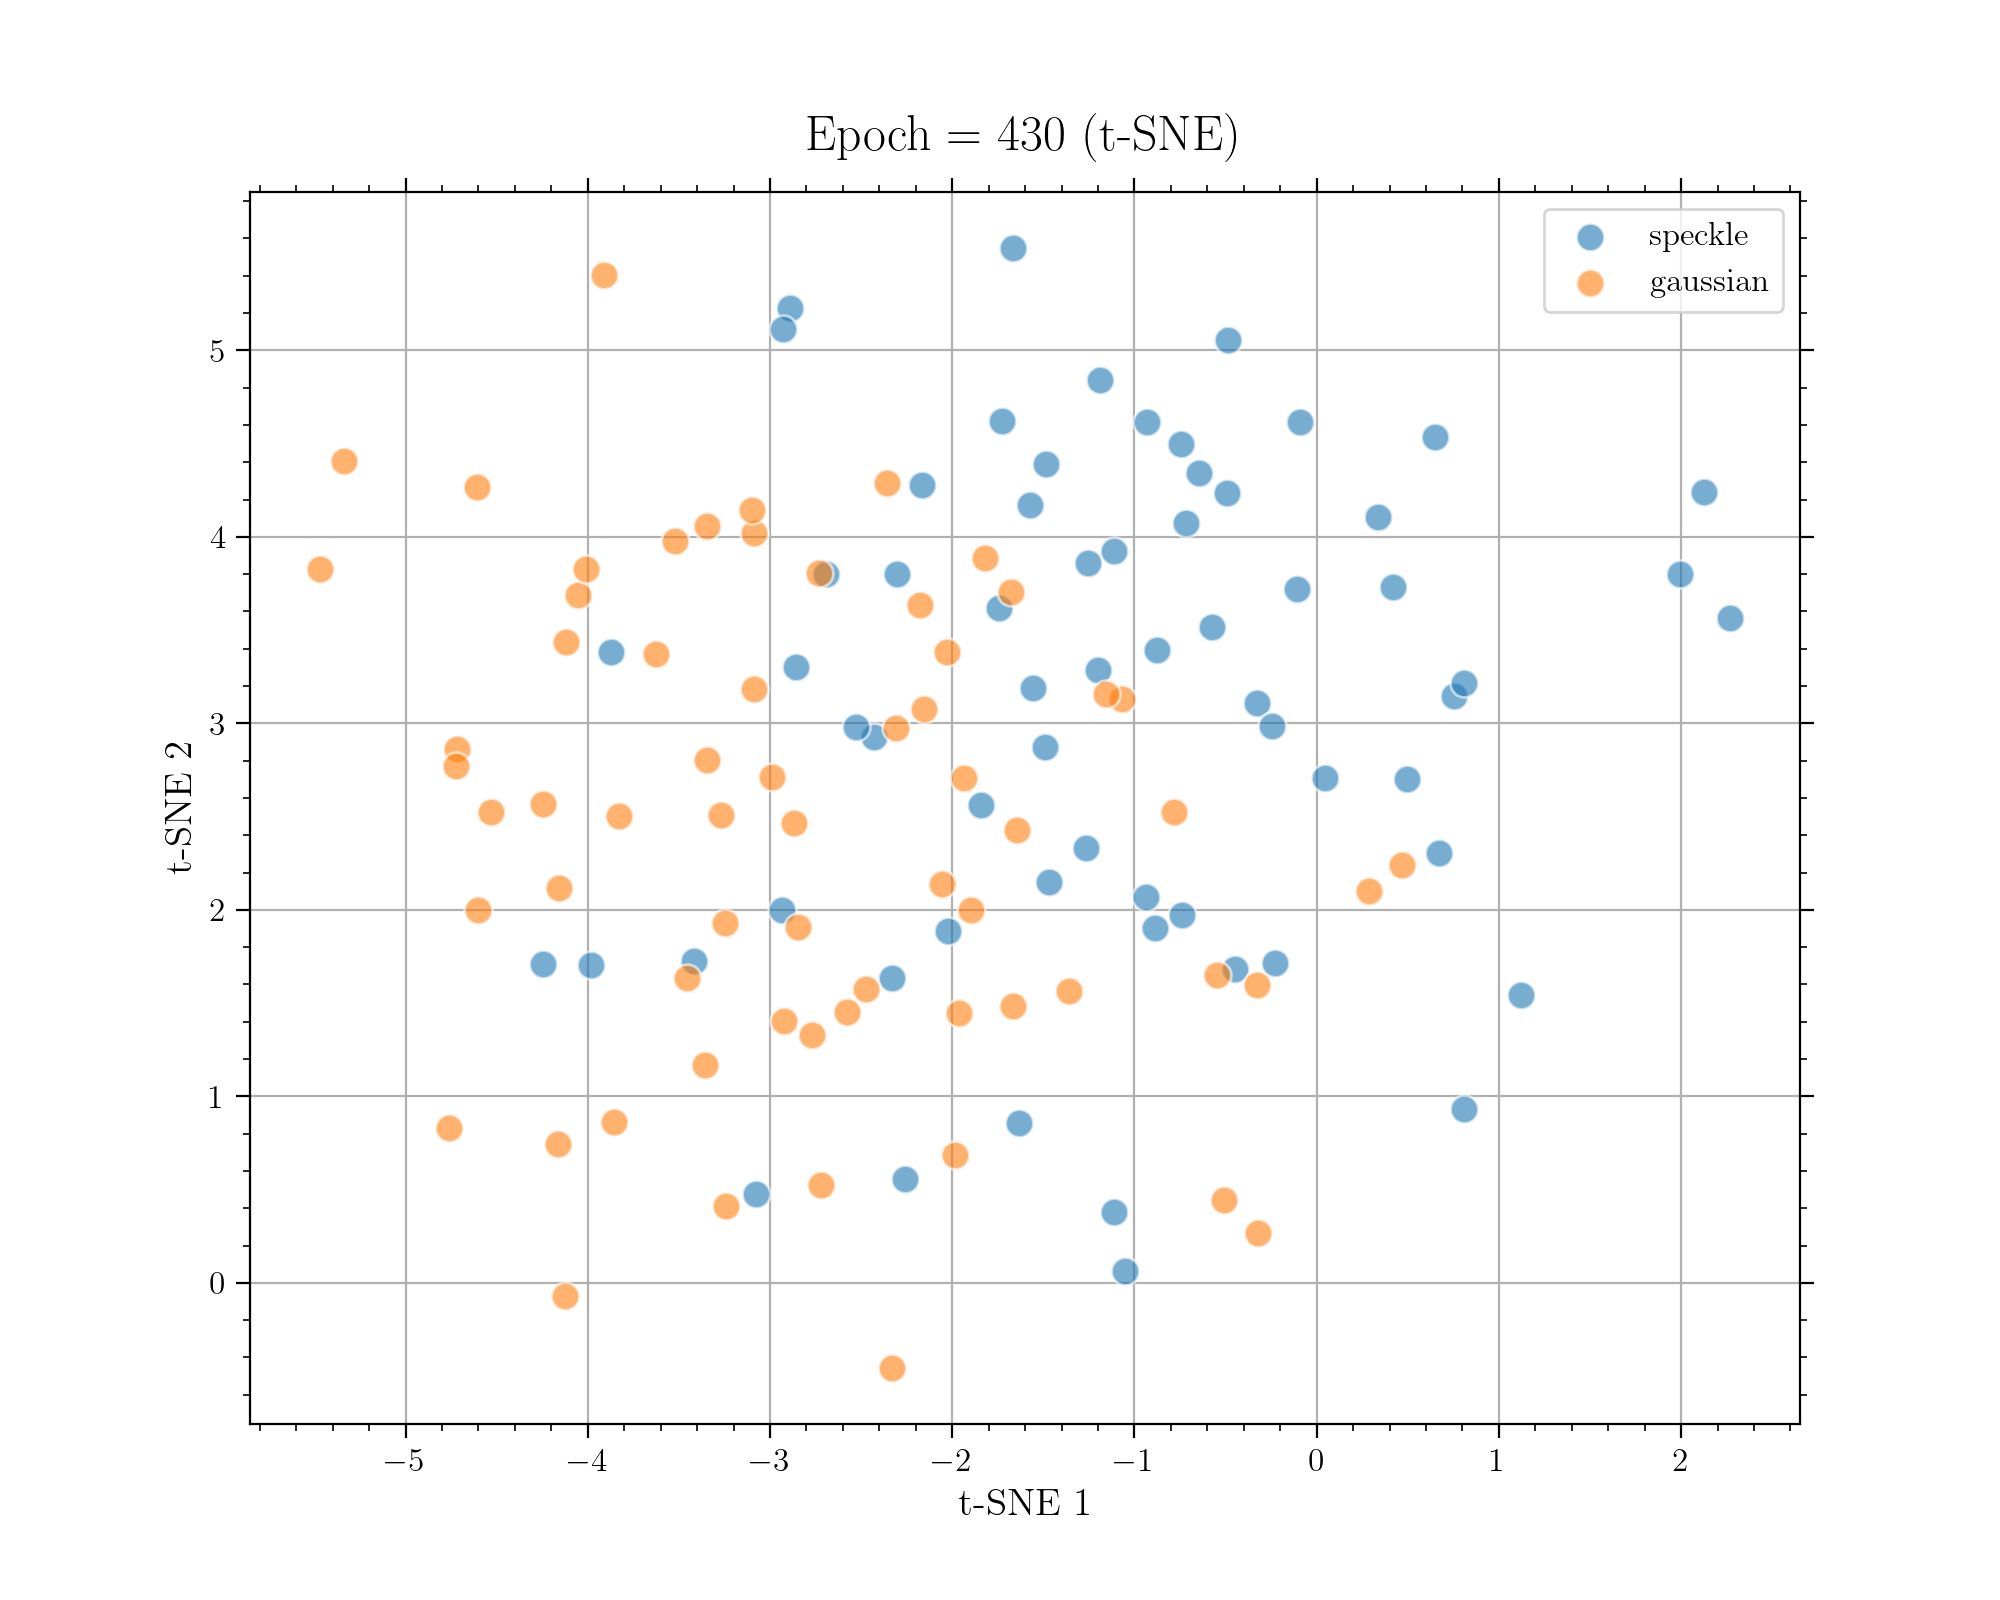 Epoch = 430 (t-SNE)
speckle
gaussian
5
4
3
2
1
0
t-SNE 2
−5 −4 −3 −2 −1 0 1 2
t-SNE 1